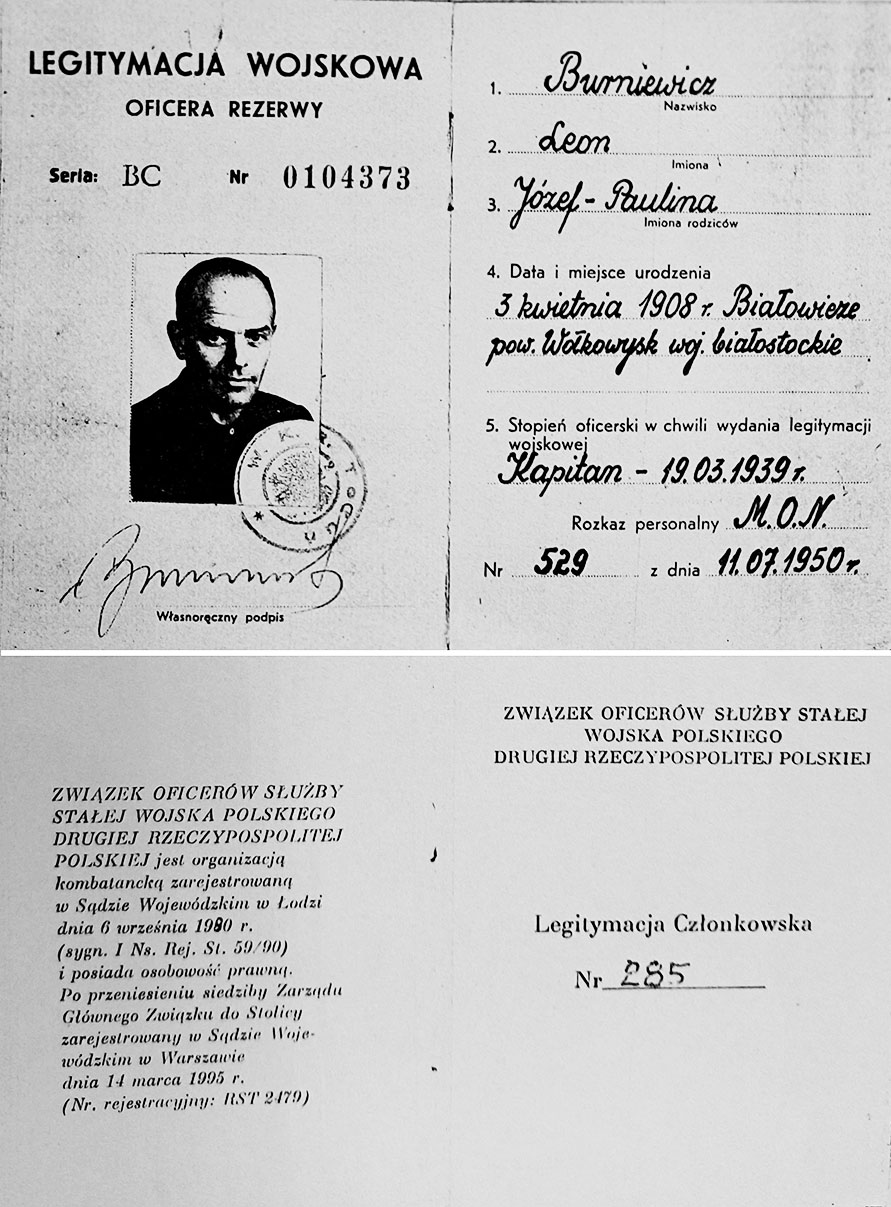 LEGITYMACJA WOJSKOWA
OFICERA REZERWY
Seria: BC Nr 0104373
Własnoręczny podpis
1. Burniewicz
Nazwisko
2. Leon
Imiona
3. Józef - Paulina
Imiona rodziców
4. Data i miejsce urodzenia
3 kwietnia 1908 r. Białowieze
pow. Wołkowysk woj. białostockie
5. Stopień oficerski w chwili wydania legitymacji
wojskowej
Kapitan - 19.03.1939 r.
Rozkaz personalny M.O.N.
Nr 529 z dnia 11.07.1950 r.
ZWIĄZEK OFICERÓW SŁUŻBY
STAŁEJ WOJSKA POLSKIEGO
DRUGIEJ RZECZYPOSPOLITEJ
POLSKIEJ jest organizacją
kombatancką zarejestrowaną
w Sądzie Wojewódzkim w Łodzi
dnia 6 września 1990 r.
(sygn. I Ns. Rej. St. 59/90)
i posiada osobowość prawną.
Po przeniesieniu siedziby Zarządu
Głównego Związku do Stolicy
zarejestrowany w Sądzie Woje-
wódzkim w Warszawie
dnia 14 marca 1995 r.
(Nr. rejestracyjny: RST 2479)
ZWIĄZEK OFICERÓW SŁUŻBY STAŁEJ
WOJSKA POLSKIEGO
DRUGIEJ RZECZYPOSPOLITEJ POLSKIEJ
Legitymacja Członkowska
Nr 285